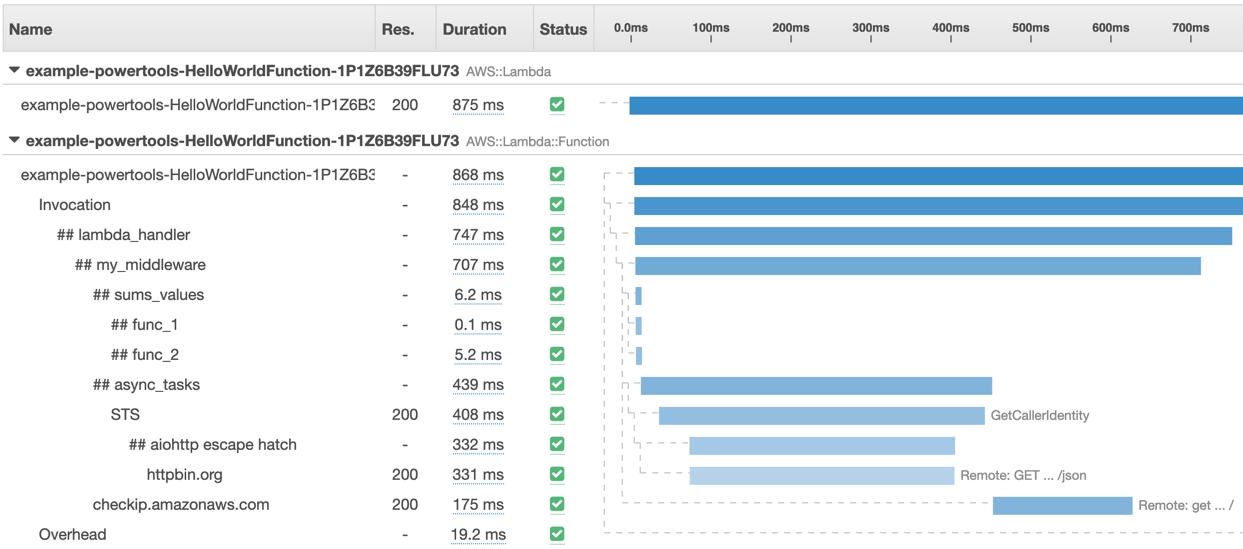 Name Res. Duration Status 0.0ms 100ms 200ms 300ms 400ms 500ms 600ms 700ms
example-powertools-HelloWorldFunction-1P1Z6B39FLU73 AWS::Lambda
example-powertools-HelloWorldFunction-1P1Z6B3 200 875 ms
example-powertools-HelloWorldFunction-1P1Z6B39FLU73 AWS::Lambda::Function
example-powertools-HelloWorldFunction-1P1Z6B3 - 868 ms
Invocation - 848 ms
## lambda_handler - 747 ms
## my_middleware - 707 ms
## sums_values - 6.2 ms
## func_1 - 0.1 ms
## func_2 - 5.2 ms
## async_tasks - 439 ms
STS 200 408 ms GetCallerIdentity
## aiohttp escape hatch - 332 ms
httpbin.org 200 331 ms Remote: GET ... /json
checkip.amazonaws.com 200 175 ms Remote: get ... /
Overhead - 19.2 ms